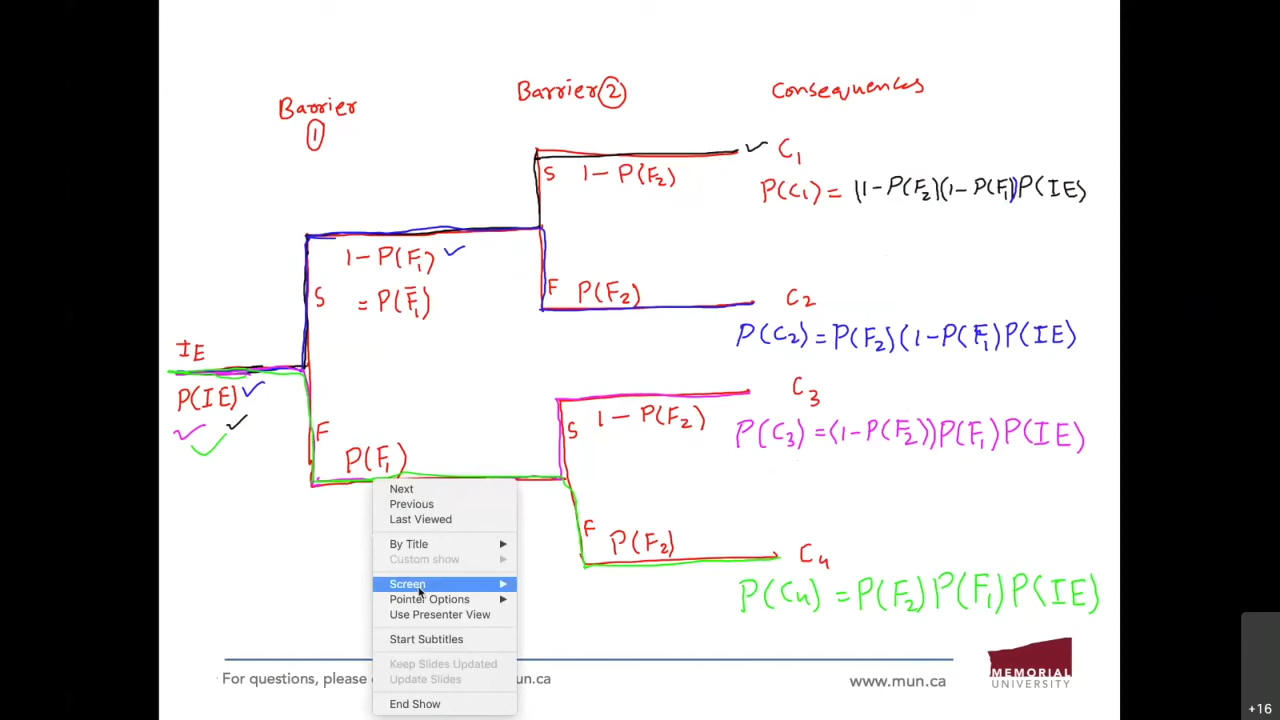 Barrier
1
Barrier 2
Consequences
S 1 - P(F₂)
✓ C₁
P(C₁) = (1-P(F₂)(1-P(F₁))P(IE)
1 - P(F₁) ✓
S = P(F̄₁)
F P(F₂)
C₂
P(C₂) = P(F₂)(1-P(F₁)P(IE)
IE
P(IE) ✓
✓ ✓ ✓
F
P(F₁)
S 1 - P(F₂)
C₃
P(C₃) = (1-P(F₂))P(F₁)P(IE)
F P(F₂)
C₄
P(C₄) = P(F₂)P(F₁)P(IE)
Next
Previous
Last Viewed
By Title
Custom show
Screen
Pointer Options
Use Presenter View
Start Subtitles
Keep Slides Updated
Update Slides
End Show
For questions, please
un.ca
www.mun.ca
MEMORIAL
UNIVERSITY
+16